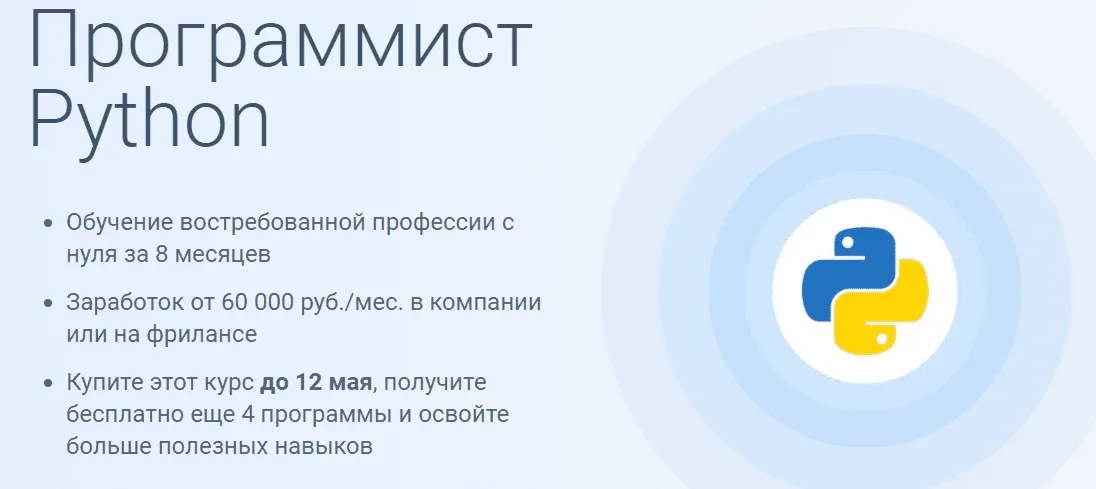 Программист
Python
Обучение востребованной профессии с
нуля за 8 месяцев
Заработок от 60 000 руб./мес. в компании
или на фрилансе
Купите этот курс до 12 мая, получите
бесплатно еще 4 программы и освойте
больше полезных навыков